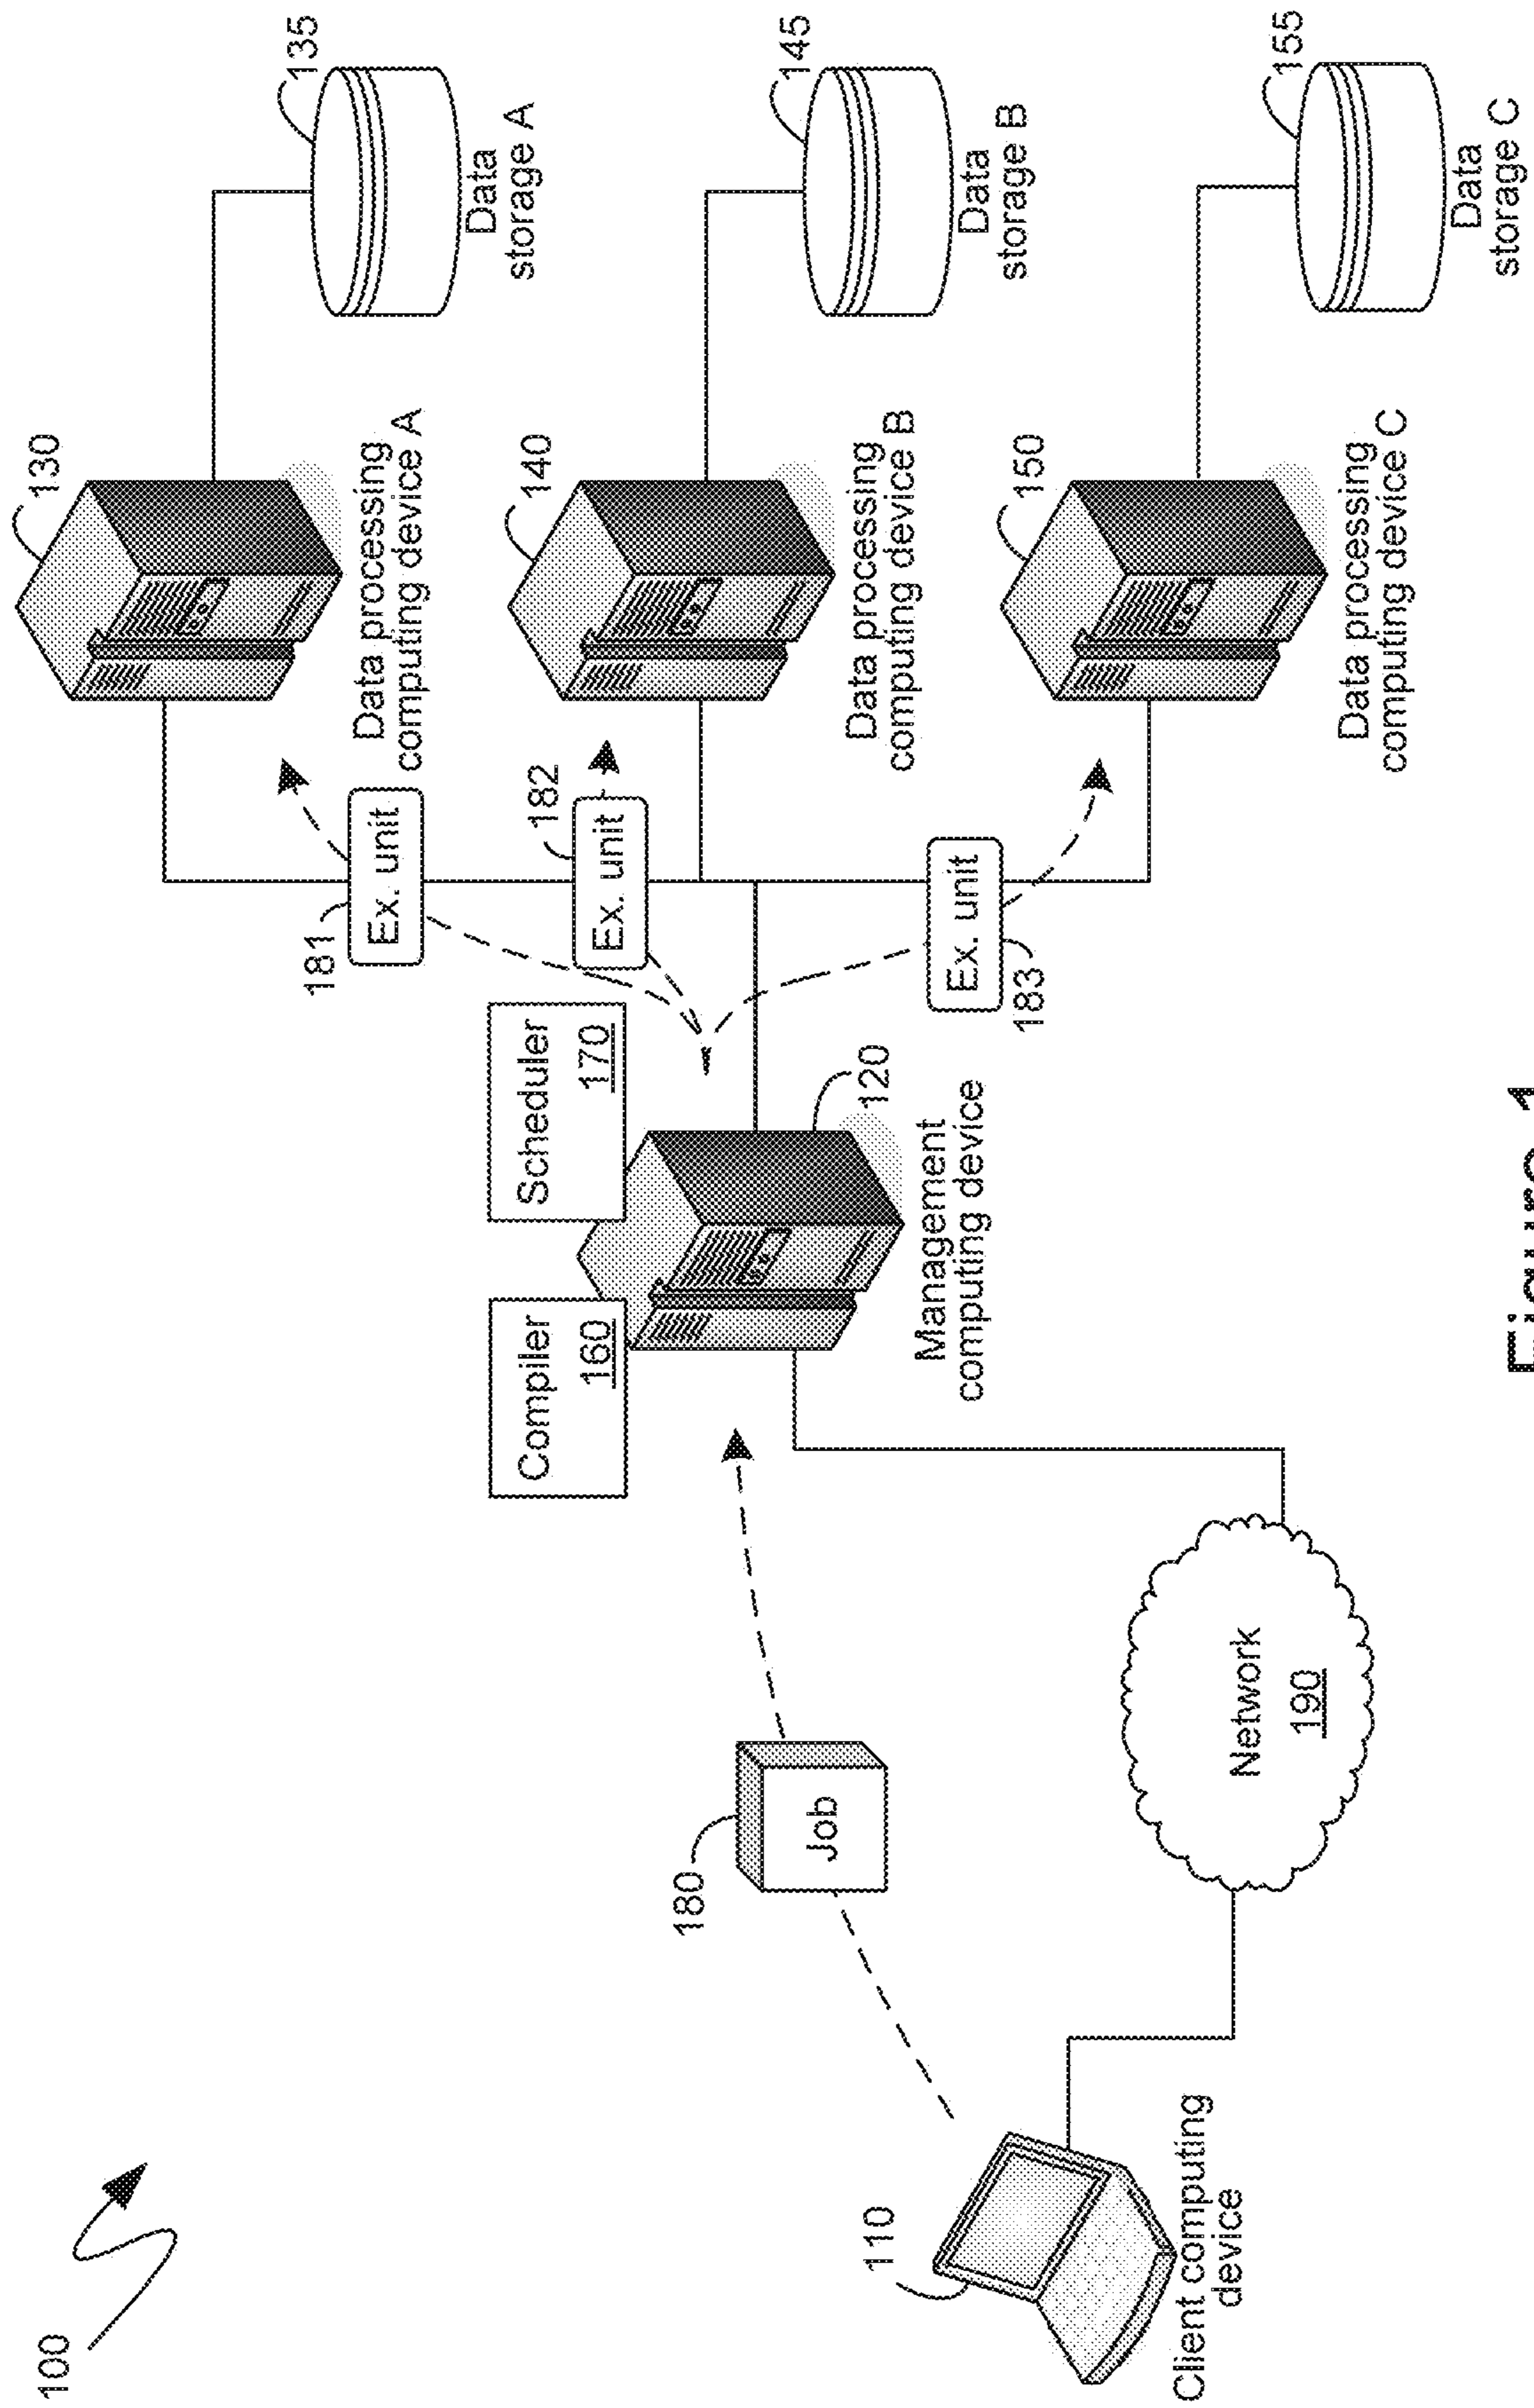 100
110
Client computing
device
180
Job
Network
190
Compiler
160
Scheduler
170
120
Management
computing device
181
Ex. unit
182
Ex. unit
183
Ex. unit
130
Data processing
computing device A
135
Data
storage A
140
Data processing
computing device B
145
Data
storage B
150
Data processing
computing device C
155
Data
storage C
Figure 1